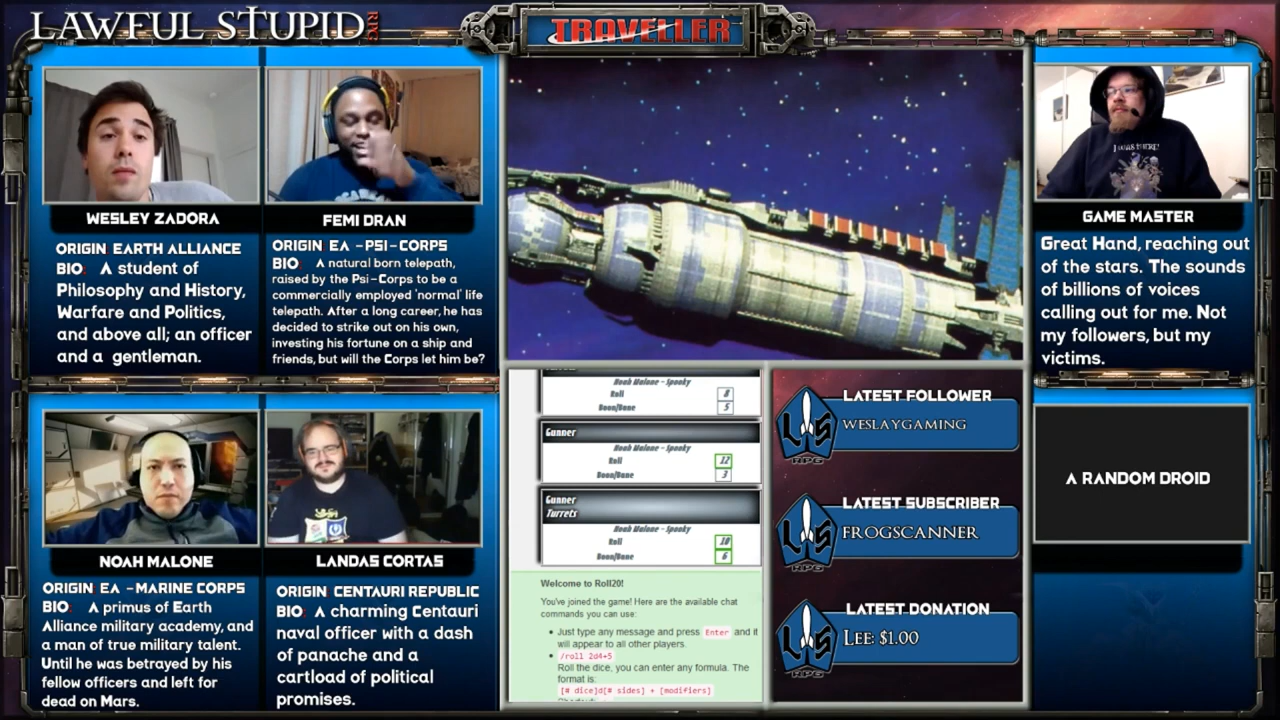 LAWFUL STUPID RPG
TRAVELLER
WESLEY ZADORA
ORIGIN: EARTH ALLIANCE
BIO: A student of
Philosophy and History,
Warfare and Politics,
and above all; an officer
and a gentleman.
FEMI DRAN
ORIGIN: EA -PSI-CORPS
BIO: A natural born telepath,
raised by the Psi-Corps to be a
commercially employed 'normal' life
telepath. After a long career, he has
decided to strike out on his own,
investing his fortune on a ship and
friends, but will the Corps let him be?
I WAS THERE!
GAME MASTER
Great Hand, reaching out
of the stars. The sounds
of billions of voices
calling out for me. Not
my followers, but my
victims.
NOAH MALONE
ORIGIN: EA -MARINE CORPS
BIO: A primus of Earth
Alliance military academy, and
a man of true military talent.
Until he was betrayed by his
fellow officers and left for
dead on Mars.
LANDAS CORTAS
ORIGIN: CENTAURI REPUBLIC
BIO: A charming Centauri
naval officer with a dash
of panache and a
cartload of political
promises.
Noah Malone - Spooky
Roll 8
Boon/Bane 5
Gunner
Noah Malone - Spooky
Roll 12
Boon/Bane 3
Gunner
Turrets
Noah Malone - Spooky
Roll 10
Boon/Bane 6
Welcome to Roll20!
You've joined the game! Here are the available chat
commands you can use:
• Just type any message and press Enter and it
will appear to all other players.
• /roll 2d4+5
Roll the dice, you can enter any formula. The
format is:
[# dice]d[# sides] + [modifiers]
LATEST FOLLOWER
WESLAYGAMING
LS
RPG
LATEST SUBSCRIBER
FROGSCANNER
LS
RPG
LATEST DONATION
LEE: $1.00
LS
RPG
A RANDOM DROID